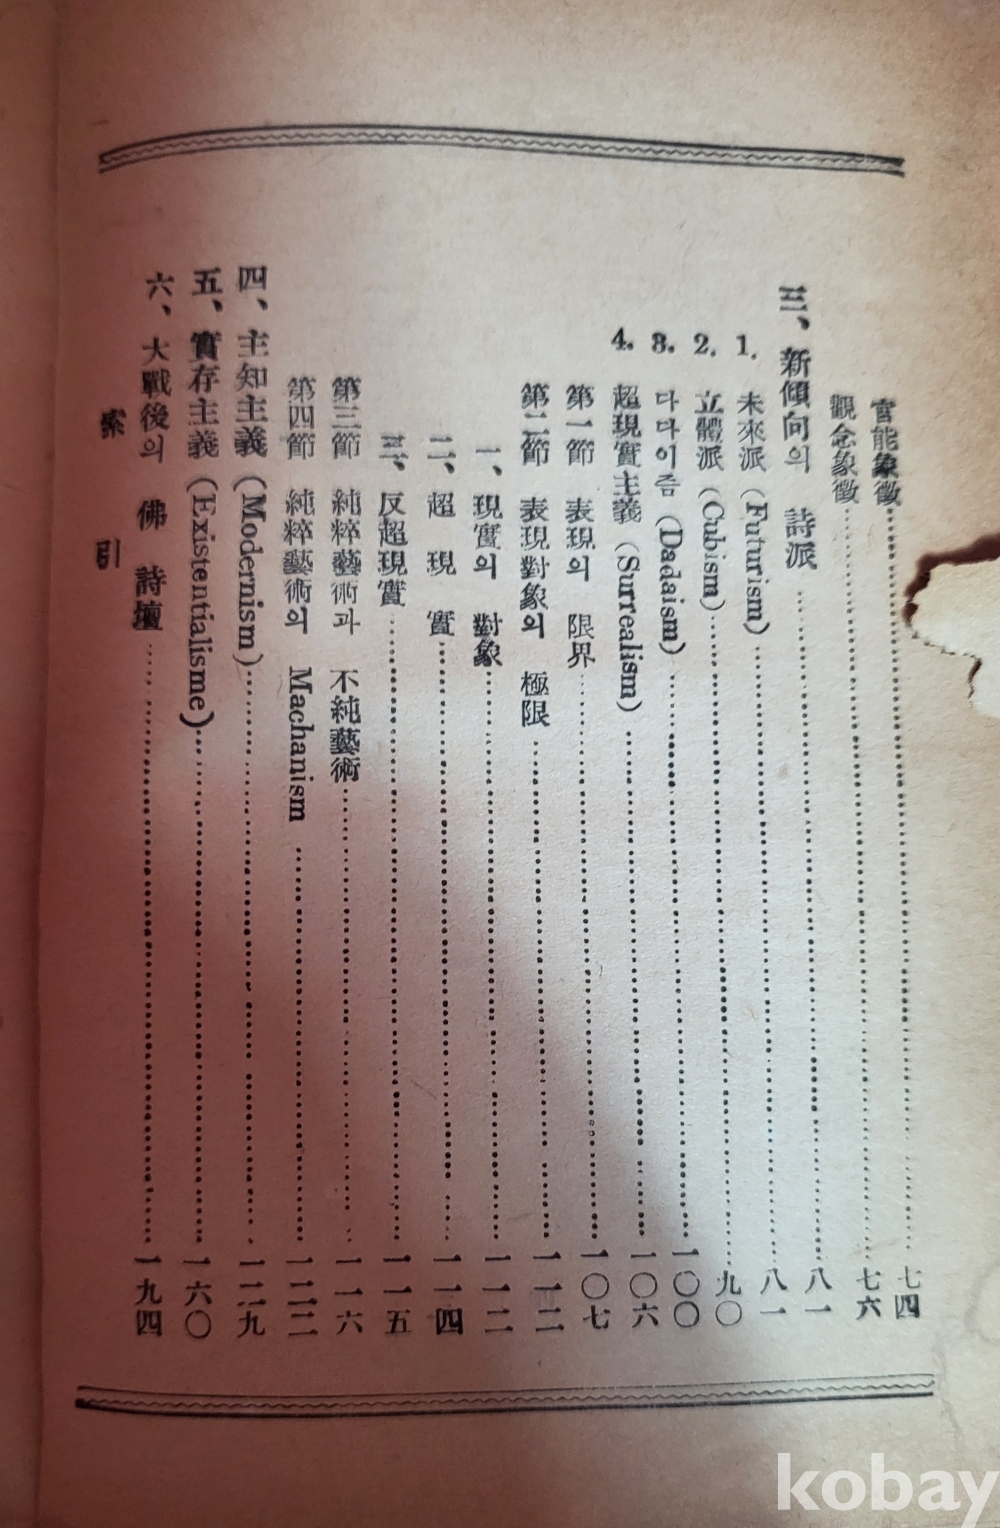 官能象徵……七四
觀念象徵……七六
三、新傾向의 詩派……八一
1. 未來派 (Futurism)……八一
2. 立體派 (Cubism)……九〇
3. 다다이즘 (Dadaism)……一〇〇
4. 超現實主義 (Surrealism)……一〇六
第一節 表現의 限界……一〇七
第二節 表現對象의 極限……一一二
一、現實의 對象……一一二
二、超現實……一一四
三、反超現實……一一五
第三節 純粹藝術과 不純藝術……一一六
第四節 純粹藝術의 Machanism……一二二
四、主知主義 (Modernism)……一二九
五、實存主義 (Existentialisme)……一六〇
六、大戰後의 佛 詩壇……一九四
索引
kobay